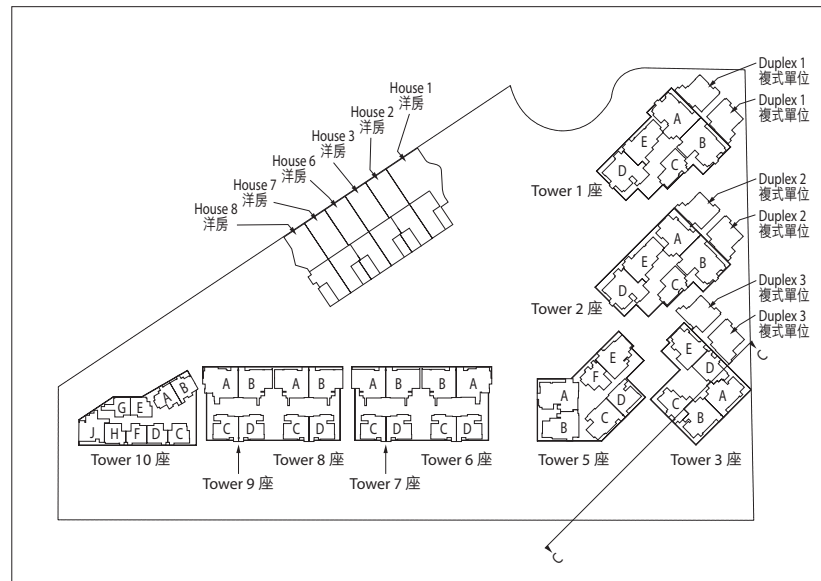 House 1
洋房
House 2
洋房
House 3
洋房
House 6
洋房
House 7
洋房
House 8
洋房
Duplex 1
複式單位
Duplex 1
複式單位
A
E
B
D
C
Tower 1 座
Duplex 2
複式單位
Duplex 2
複式單位
A
E
B
D
C
Tower 2 座
Duplex 3
複式單位
Duplex 3
複式單位
C
E
D
A
C
B
Tower 3 座
E
F
A
D
C
B
Tower 5 座
A B B A
C D C D
Tower 7 座
Tower 6 座
A B A B
C D C D
Tower 9 座
Tower 8 座
B
A
G E
J H F D C
Tower 10 座
C